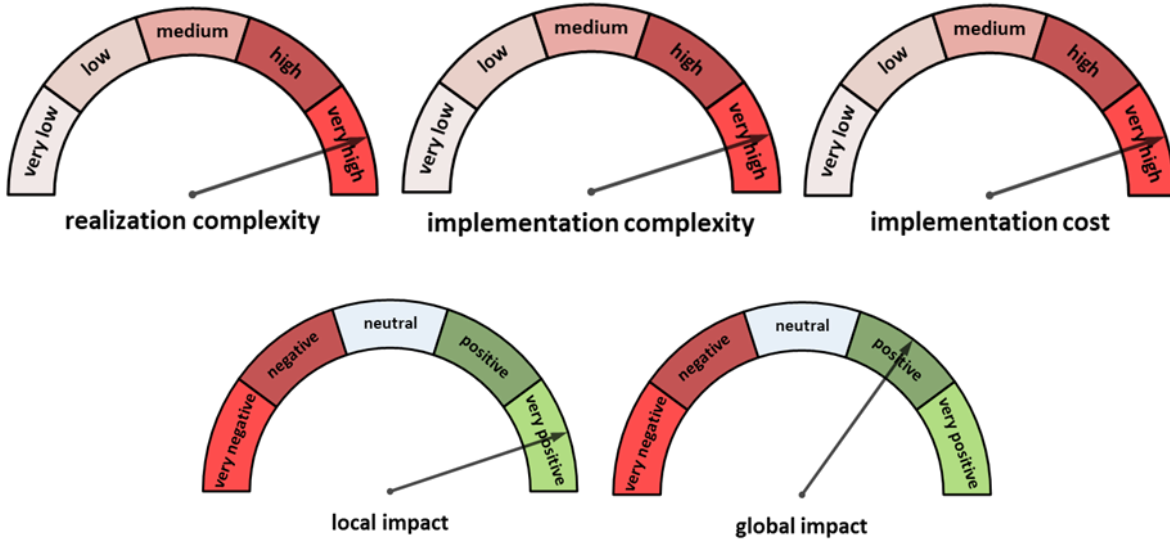 very low
low
medium
high
very high
realization complexity
very low
low
medium
high
very high
implementation complexity
very low
low
medium
high
very high
implementation cost
very negative
negative
neutral
positive
very positive
local impact
very negative
negative
neutral
positive
very positive
global impact